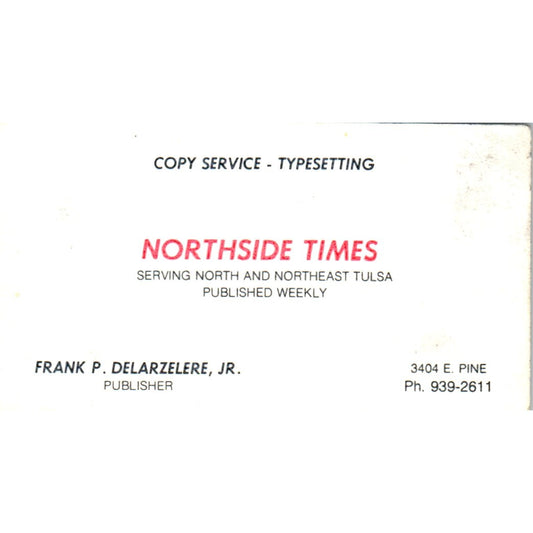 COPY SERVICE - TYPESETTING
NORTHSIDE TIMES
SERVING NORTH AND NORTHEAST TULSA
PUBLISHED WEEKLY
FRANK P. DELARZELERE, JR.
PUBLISHER
3404 E. PINE
Ph. 939-2611